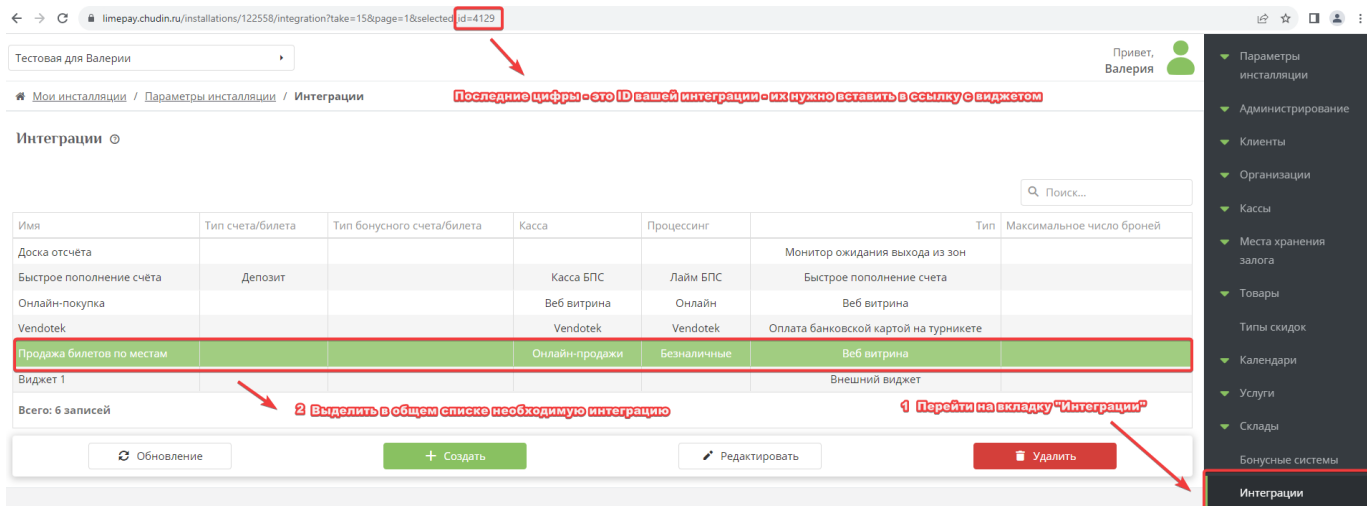 limepay.chudin.ru/installations/122558/integration?take=15&page=1&selected_id=4129
Тестовая для Валерии
Привет,
Валерия
Мои инсталляции / Параметры инсталляции / Интеграции
Последние цифры - это ID вашей интеграции - их нужно вставить в ссылку с виджетом
Интеграции
Поиск...
Имя Тип счета/билета Тип бонусного счета/билета Касса Процессинг Тип Максимальное число броней
Доска отсчёта Монитор ожидания выхода из зон
Быстрое пополнение счёта Депозит Касса БПС Лайм БПС Быстрое пополнение счета
Онлайн-покупка Веб витрина Онлайн Веб витрина
Vendotek Vendotek Vendotek Оплата банковской картой на турникете
Продажа билетов по местам Онлайн-продажи Безналичные Веб витрина
Виджет 1 Внешний виджет
Всего: 6 записей
2 Выделить в общем списке необходимую интеграцию
1 Перейти на вкладку "Интеграции"
Обновление
Создать
Редактировать
Удалить
Параметры
инсталляции
Администрирование
Клиенты
Организации
Кассы
Места хранения
залога
Товары
Типы скидок
Календари
Услуги
Склады
Бонусные системы
Интеграции